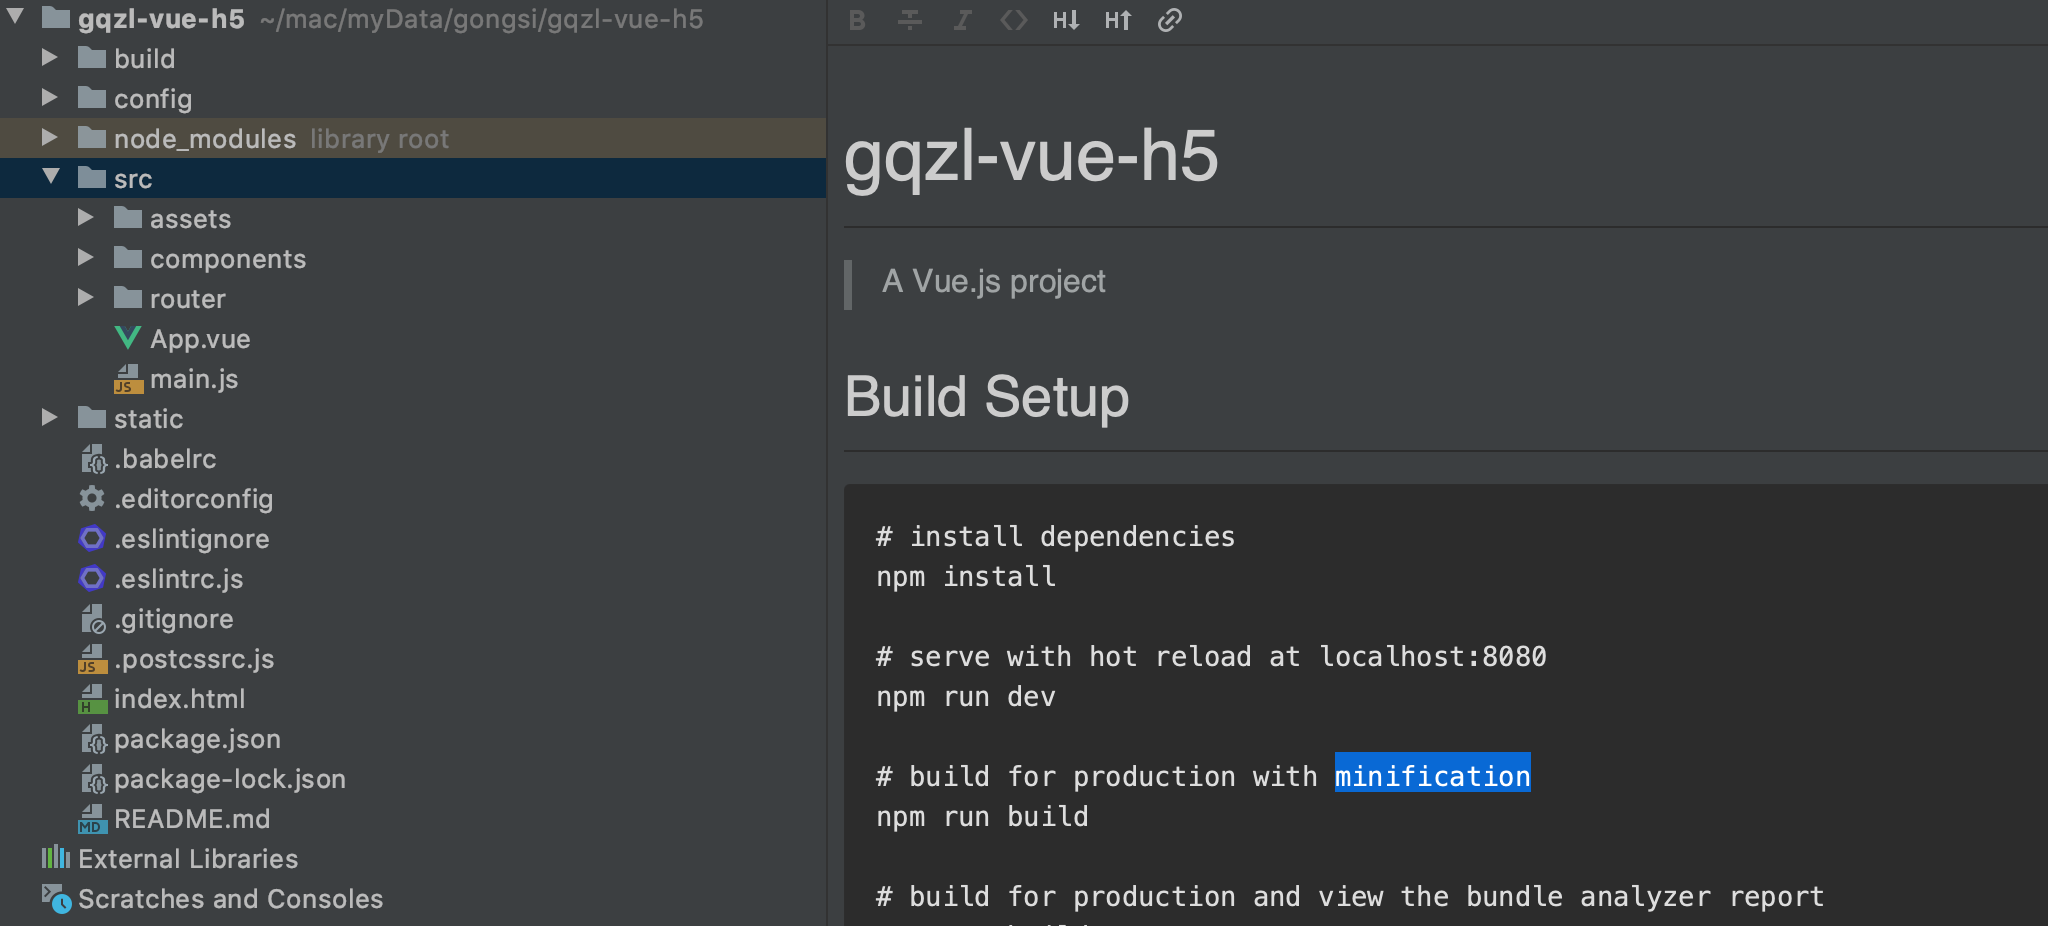 gqzl-vue-h5 ~/mac/myData/gongsi/gqzl-vue-h5
build
config
node_modules library root
src
assets
components
router
App.vue
main.js
static
.babelrc
.editorconfig
.eslintignore
.eslintrc.js
.gitignore
.postcssrc.js
index.html
package.json
package-lock.json
README.md
External Libraries
Scratches and Consoles
B S I <> H↓ H↑
gqzl-vue-h5
A Vue.js project
Build Setup
# install dependencies
npm install
# serve with hot reload at localhost:8080
npm run dev
# build for production with minification
npm run build
# build for production and view the bundle analyzer report